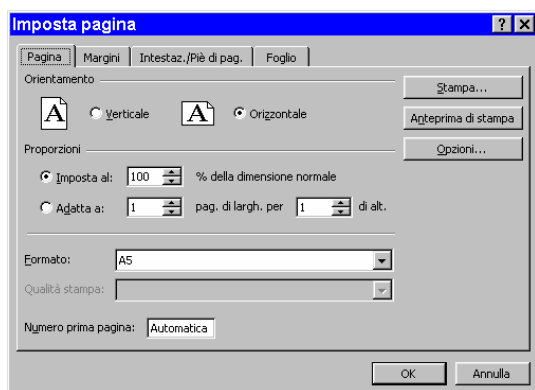 Imposta pagina
Pagina Margini Intestaz./Piè di pag. Foglio
Orientamento
A Verticale A Orizzontale
Stampa...
Anteprima di stampa
Opzioni...
Proporzioni
Imposta al: 100 % della dimensione normale
Adatta a: 1 pag. di largh. per 1 di alt.
Formato: A5
Qualità stampa:
Numero prima pagina: Automatica
OK Annulla